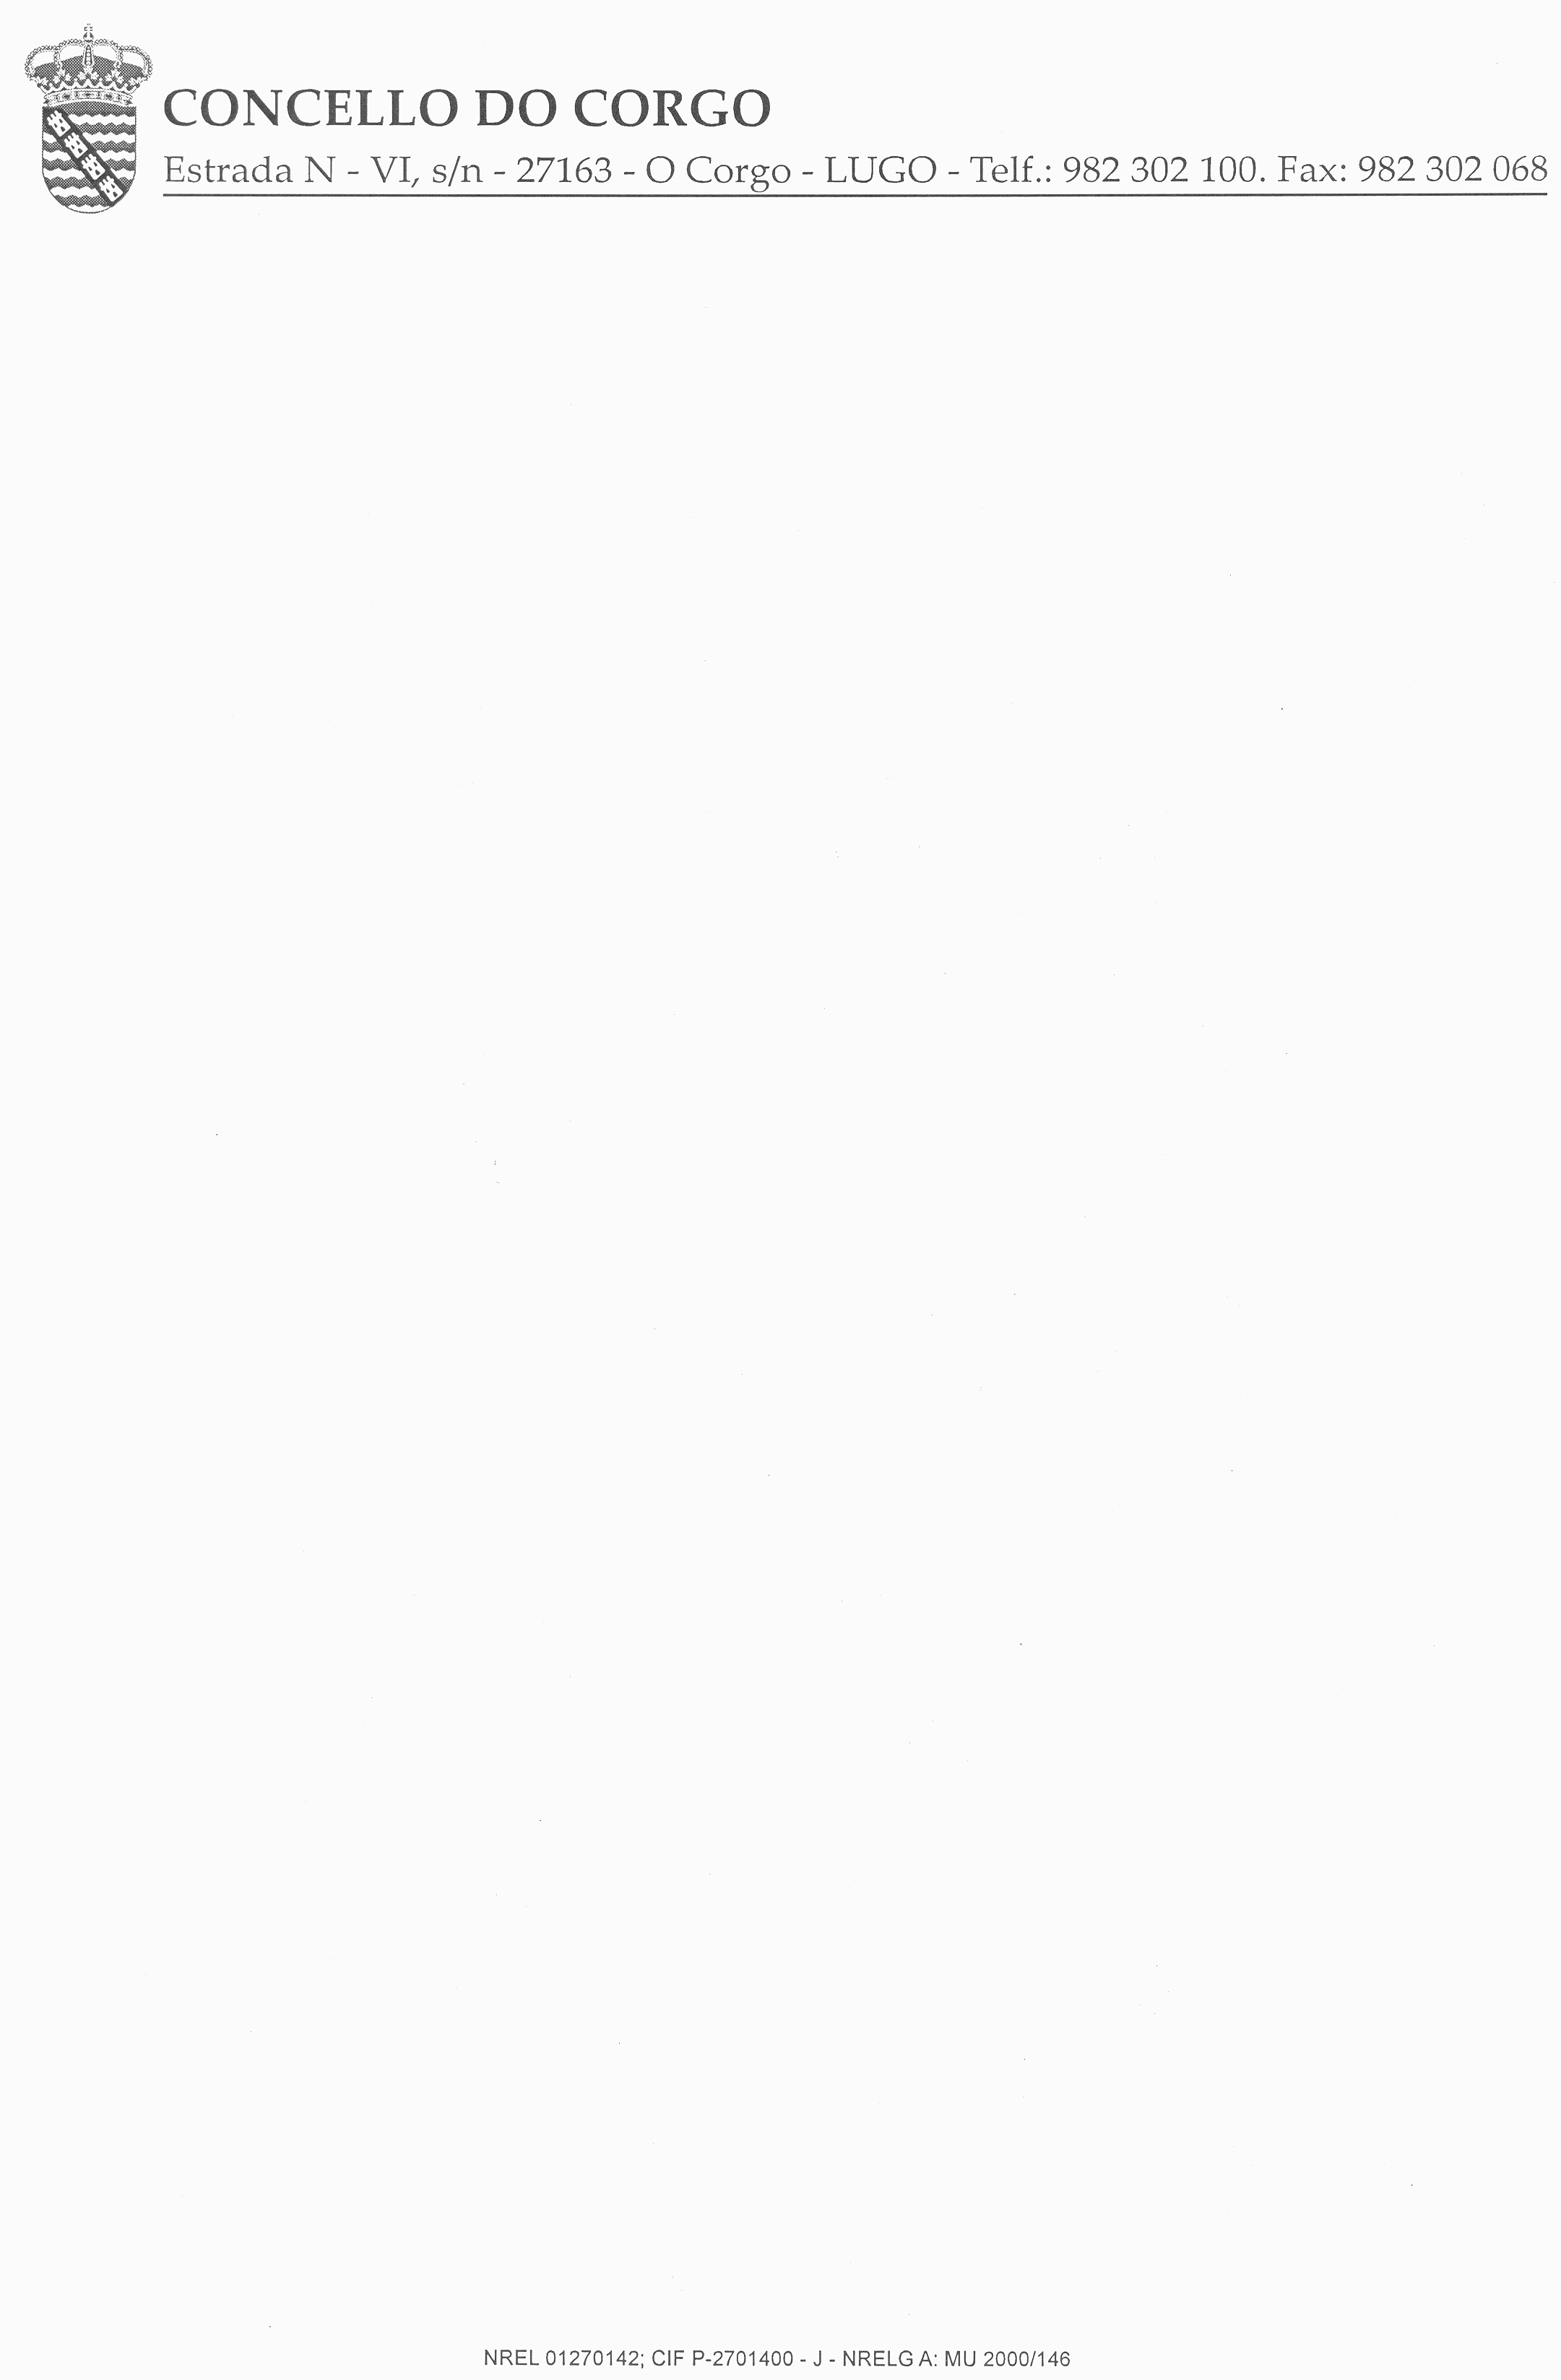 CONCELLO DO CORGO
Estrada N - VI, s/n - 27163 - O Corgo - LUGO - Telf.: 982 302 100. Fax: 982 302 068
NREL 01270142; CIF P-2701400 - J - NRELG A: MU 2000/146